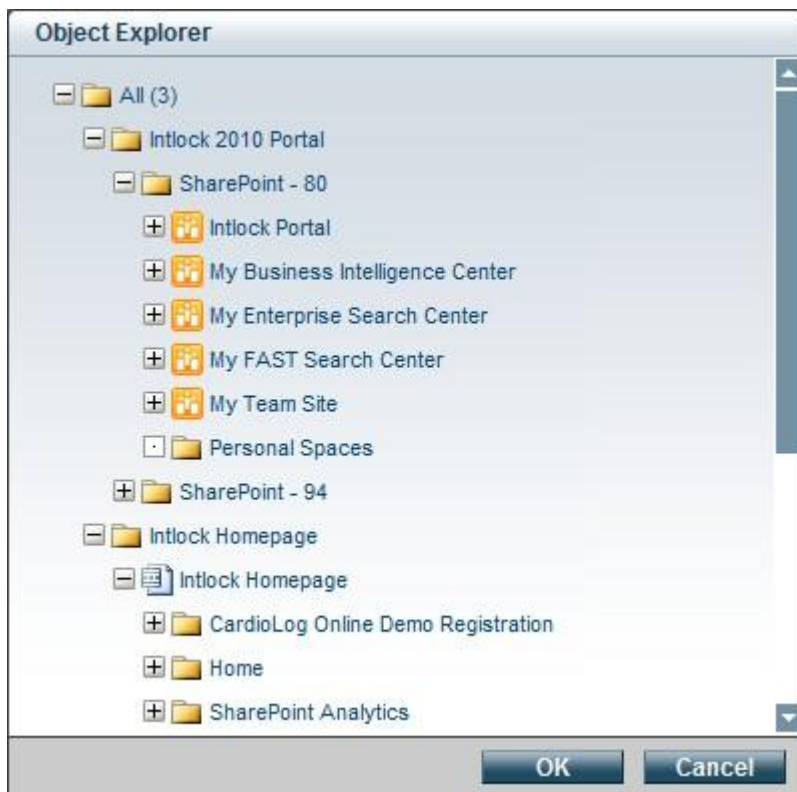 Object Explorer
All (3)
Intlock 2010 Portal
SharePoint - 80
Intlock Portal
My Business Intelligence Center
My Enterprise Search Center
My FAST Search Center
My Team Site
Personal Spaces
SharePoint - 94
Intlock Homepage
Intlock Homepage
CardioLog Online Demo Registration
Home
SharePoint Analytics
OK Cancel